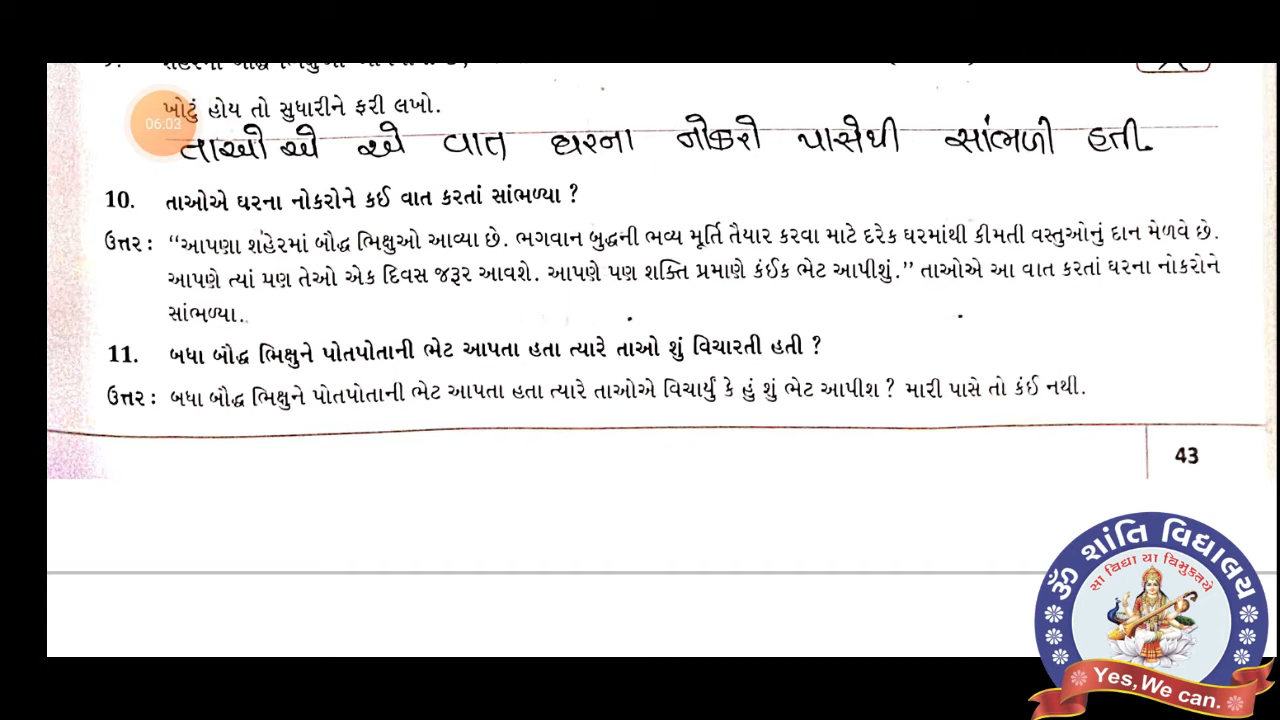 ખોટું હોય તો સુધારીને ફરી લખો.
06:03
તાઓ એ એ વાત ઘરના નોકરો પાસેથી સાંભળી હતી.
10. તાઓએ ઘરના નોકરોને કઈ વાત કરતાં સાંભળ્યા ?
ઉત્તર : “આપણા શહેરમાં બૌદ્ધ ભિક્ષુઓ આવ્યા છે. ભગવાન બુદ્ધની ભવ્ય મૂર્તિ તૈયાર કરવા માટે દરેક ઘરમાંથી કીમતી વસ્તુઓનું દાન મેળવે છે.
આપણે ત્યાં પણ તેઓ એક દિવસ જરૂર આવશે. આપણે પણ શક્તિ પ્રમાણે કંઈક ભેટ આપીશું.” તાઓએ આ વાત કરતાં ઘરના નોકરોને
સાંભળ્યા.
11. બધા બૌદ્ધ ભિક્ષુને પોતપોતાની ભેટ આપતા હતા ત્યારે તાઓ શું વિચારતી હતી ?
ઉત્તર : બધા બૌદ્ધ ભિક્ષુને પોતપોતાની ભેટ આપતા હતા ત્યારે તાઓએ વિચાર્યું કે હું શું ભેટ આપીશ ? મારી પાસે તો કંઈ નથી.
43
ૐ શાંતિ વિદ્યાલય
સા વિદ્યા યા વિમુક્તયે
Yes, We can.